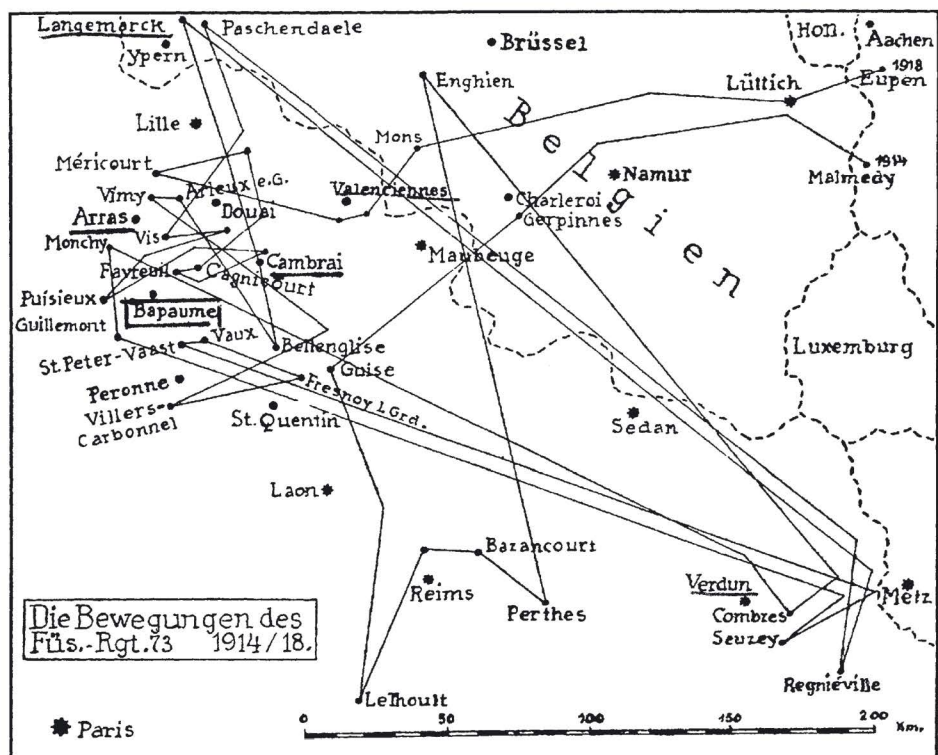 Langemarck
Paschendaele
Ypern
Brüssel
Hon.
Aachen
1918
Eupen
Enghien
Lüttich
Lille
Mons
Belgien
Méricourt
1914
Malmedy
Namur
Vimy
Arleux e.G.
Valenciennes
Douai
Charleroi
Gerpinnes
Arras
Vis
Monchy
Maubeuge
Favreuil
Cagnicourt
Cambrai
Puisieux
Bapaume
Guillemont
Vaux
St.Peter-Vaast
Bellenglise
Luxemburg
Guise
Peronne
Fresnoy l. Grd.
Villers-
Carbonnel
St. Quentin
Sedan
Laon
Bazancourt
Reims
Perthes
Verdun
Combres
Metz
Seuzey
Regniéville
Die Bewegungen des
Füs.-Rgt.73 1914/18.
LeThoult
Paris
0 50 100 150 200 Km.